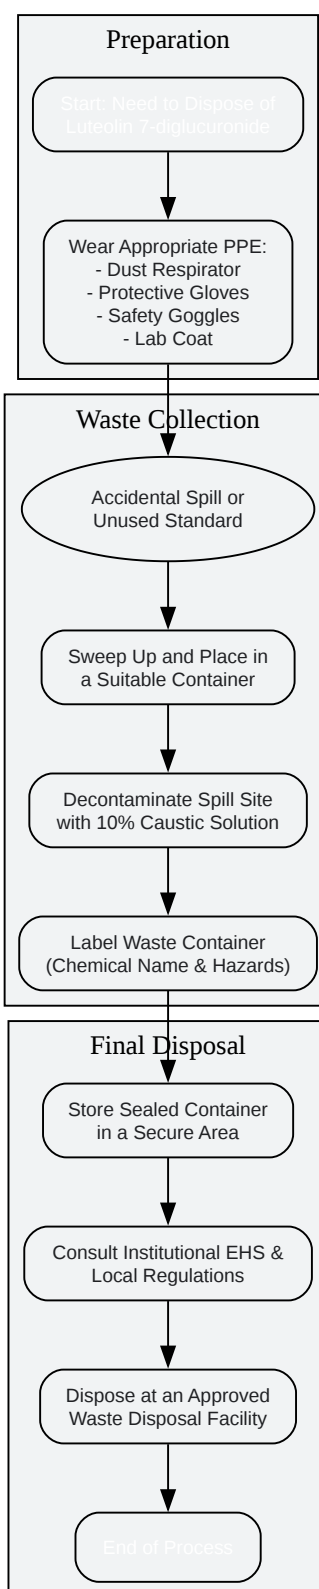 Preparation
Start: Need to Dispose of
Luteolin 7-diglucuronide
Wear Appropriate PPE:
- Dust Respirator
- Protective Gloves
- Safety Goggles
- Lab Coat
Waste Collection
Accidental Spill or
Unused Standard
Sweep Up and Place in
a Suitable Container
Decontaminate Spill Site
with 10% Caustic Solution
Label Waste Container
(Chemical Name & Hazards)
Final Disposal
Store Sealed Container
in a Secure Area
Consult Institutional EHS &
Local Regulations
Dispose at an Approved
Waste Disposal Facility
End of Process